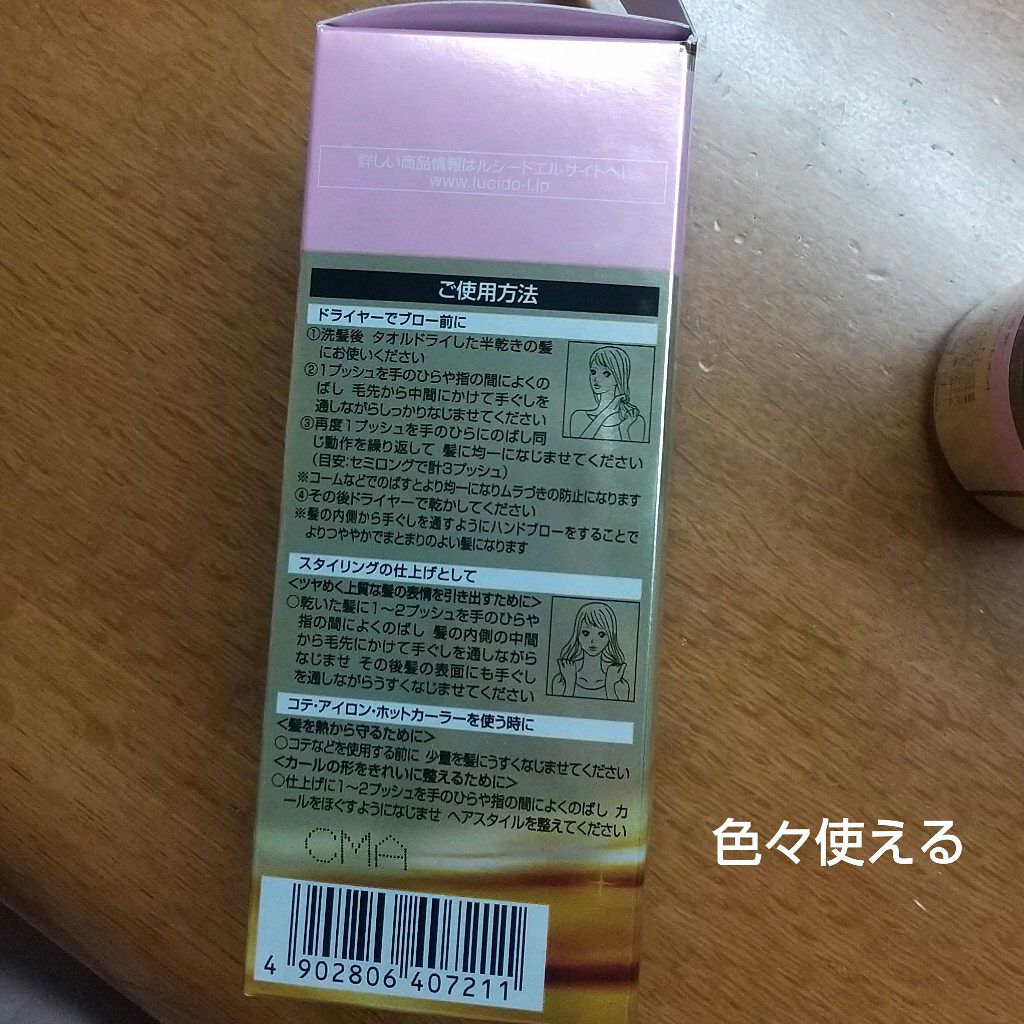 詳しい商品情報はルシードエルサイトへ!
www.lucido-l.jp
ご使用方法
ドライヤーでブロー前に
①洗髪後 タオルドライした半乾きの髪
にお使いください
②1プッシュを手のひらや指の間によくの
ばし 毛先から中間にかけて手ぐしを
通しながらしっかりなじませてください
③再度1プッシュを手のひらにのばし同
じ動作を繰り返して 髪に均一になじませてください
(目安:セミロングで計3プッシュ)
※コームなどでのばすとより均一になりムラづきの防止になります
④その後ドライヤーで乾かしてください
※髪の内側から手ぐしを通すようにハンドブローをすることで
よりつややかでまとまりのよい髪になります
スタイリングの仕上げとして
<ツヤめく上質な髪の表情を引き出すために>
○乾いた髪に1〜2プッシュを手のひらや
指の間によくのばし 髪の内側の中間
から毛先にかけて手ぐしを通しながら
なじませ その後髪の表面にも手ぐし
を通しながらうすくなじませてください
コテ・アイロン・ホットカーラーを使う時に
<髪を熱から守るために>
○コテなどを使用する前に 少量を髪にうすくなじませてください
<カールの形をきれいに整えるために>
○仕上げに1〜2プッシュを手のひらや指の間によくのばし カ
ールをほぐすようになじませ ヘアスタイルを整えてください
CMA
4 902806 407211
色々使える